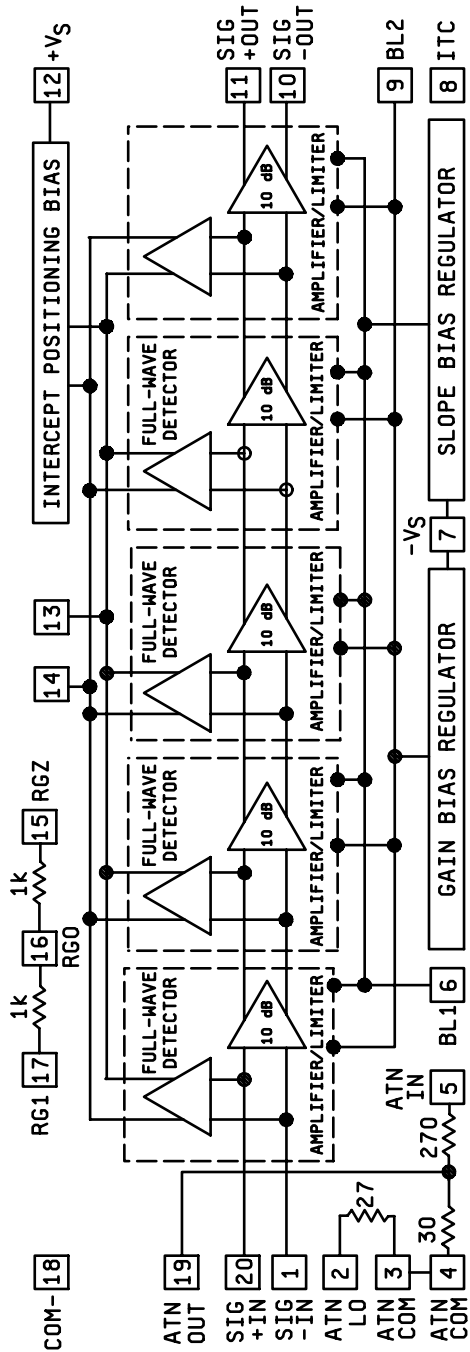 COM- 18
RG1 17
1k
16
RG0
1k
15 RGZ
14
13
INTERCEPT POSITIONING BIAS
12 +VS
FULL-WAVE
DETECTOR
FULL-WAVE
DETECTOR
FULL-WAVE
DETECTOR
FULL-WAVE
DETECTOR
ATN
OUT
19
SIG
+IN
20
SIG
-IN
1
10 dB
10 dB
10 dB
10 dB
10 dB
11
SIG
+OUT
10
SIG
-OUT
AMPLIFIER/LIMITER
AMPLIFIER/LIMITER
AMPLIFIER/LIMITER
AMPLIFIER/LIMITER
AMPLIFIER/LIMITER
ATN
LO
2
27
ATN
COM
3
ATN
COM
4
30
270
5
ATN
IN
BL1 6
GAIN BIAS REGULATOR
7
-VS
SLOPE BIAS REGULATOR
9 BL2
8 ITC